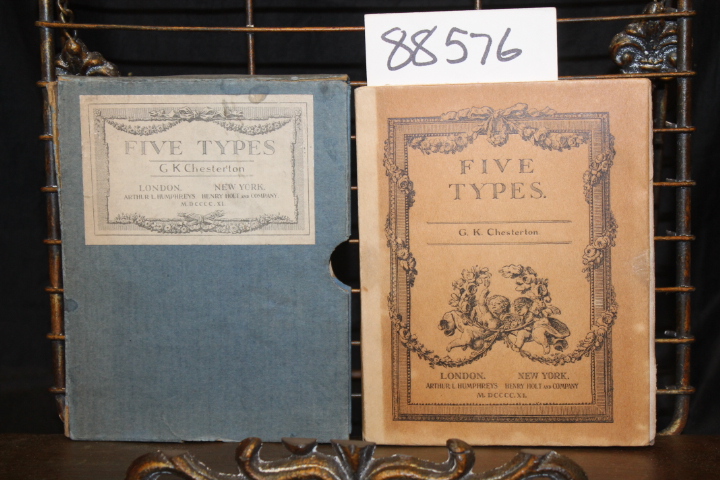 88576
FIVE TYPES
G. K. Chesterton
LONDON. NEW YORK.
ARTHUR L. HUMPHREYS HENRY HOLT AND COMPANY
M.DCCCC.XI.
FIVE
TYPES.
G. K. Chesterton
LONDON. NEW YORK.
ARTHUR L. HUMPHREYS HENRY HOLT AND COMPANY
M.DCCCC.XI.